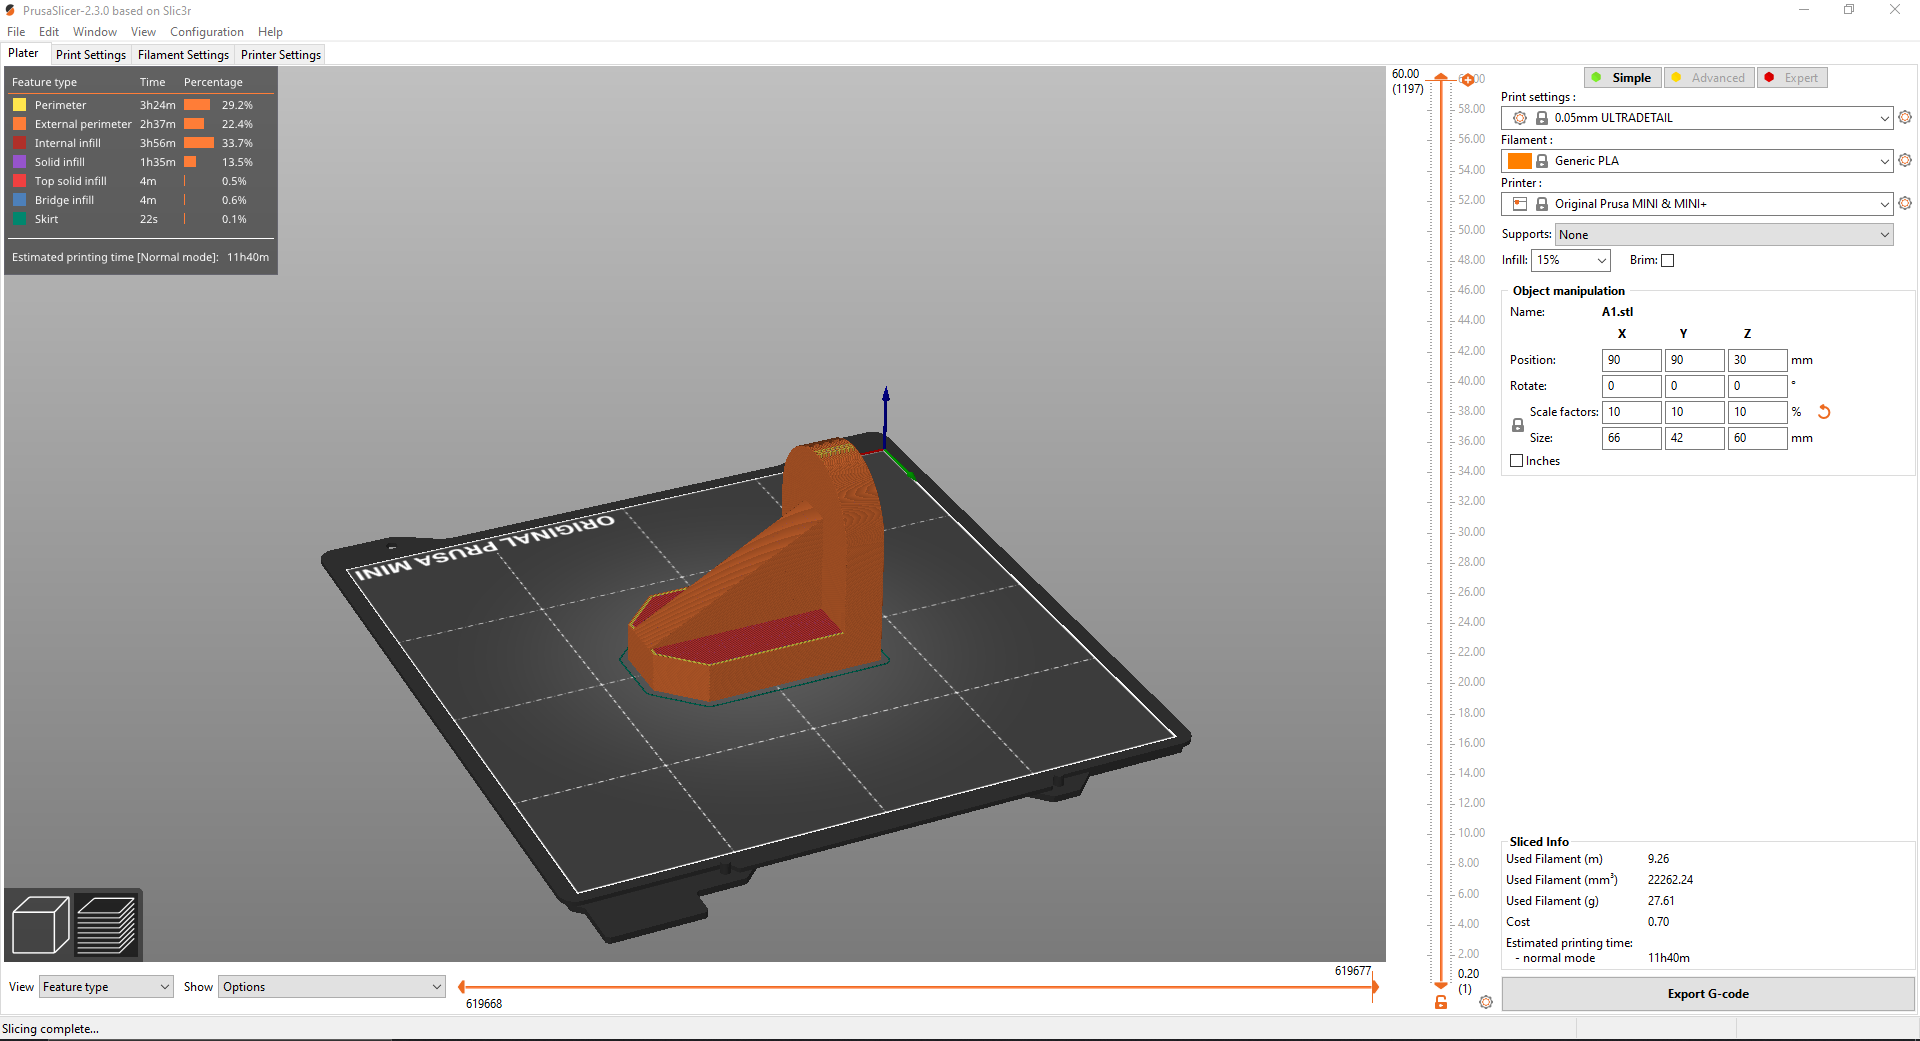 PrusaSlicer-2.3.0 based on Slic3r
File Edit Window View Configuration Help
Plater Print Settings Filament Settings Printer Settings
Feature type Time Percentage
Perimeter 3h24m 29.2%
External perimeter 2h37m 22.4%
Internal infill 3h56m 33.7%
Solid infill 1h35m 13.5%
Top solid infill 4m 0.5%
Bridge infill 4m 0.6%
Skirt 22s 0.1%
Estimated printing time [Normal mode]: 11h40m
ORIGINAL PRUSA MINI
60.00
(1197)
58.00
56.00
54.00
52.00
50.00
48.00
46.00
44.00
42.00
40.00
38.00
36.00
34.00
32.00
30.00
28.00
26.00
24.00
22.00
20.00
18.00
16.00
14.00
12.00
10.00
8.00
6.00
4.00
2.00
0.20
(1)
Simple Advanced Expert
Print settings :
0.05mm ULTRADETAIL
Filament :
Generic PLA
Printer :
Original Prusa MINI & MINI+
Supports: None
Infill: 15% Brim:
Object manipulation
Name: A1.stl
X Y Z
Position: 90 90 30 mm
Rotate: 0 0 0 °
Scale factors: 10 10 10 %
Size: 66 42 60 mm
Inches
Sliced Info
Used Filament (m) 9.26
Used Filament (mm³) 22262.24
Used Filament (g) 27.61
Cost 0.70
Estimated printing time:
- normal mode 11h40m
Export G-code
View Feature type Show Options
619677
619668
Slicing complete...